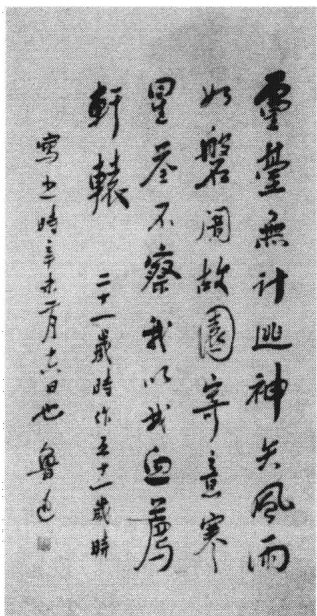 靈臺無计逃神矢風雨
如磐闇故園寄意寒
星荃不察我以我血薦
軒轅 二十一歲時作五十一歲時
寫之時辛未二月十六日也 魯迅